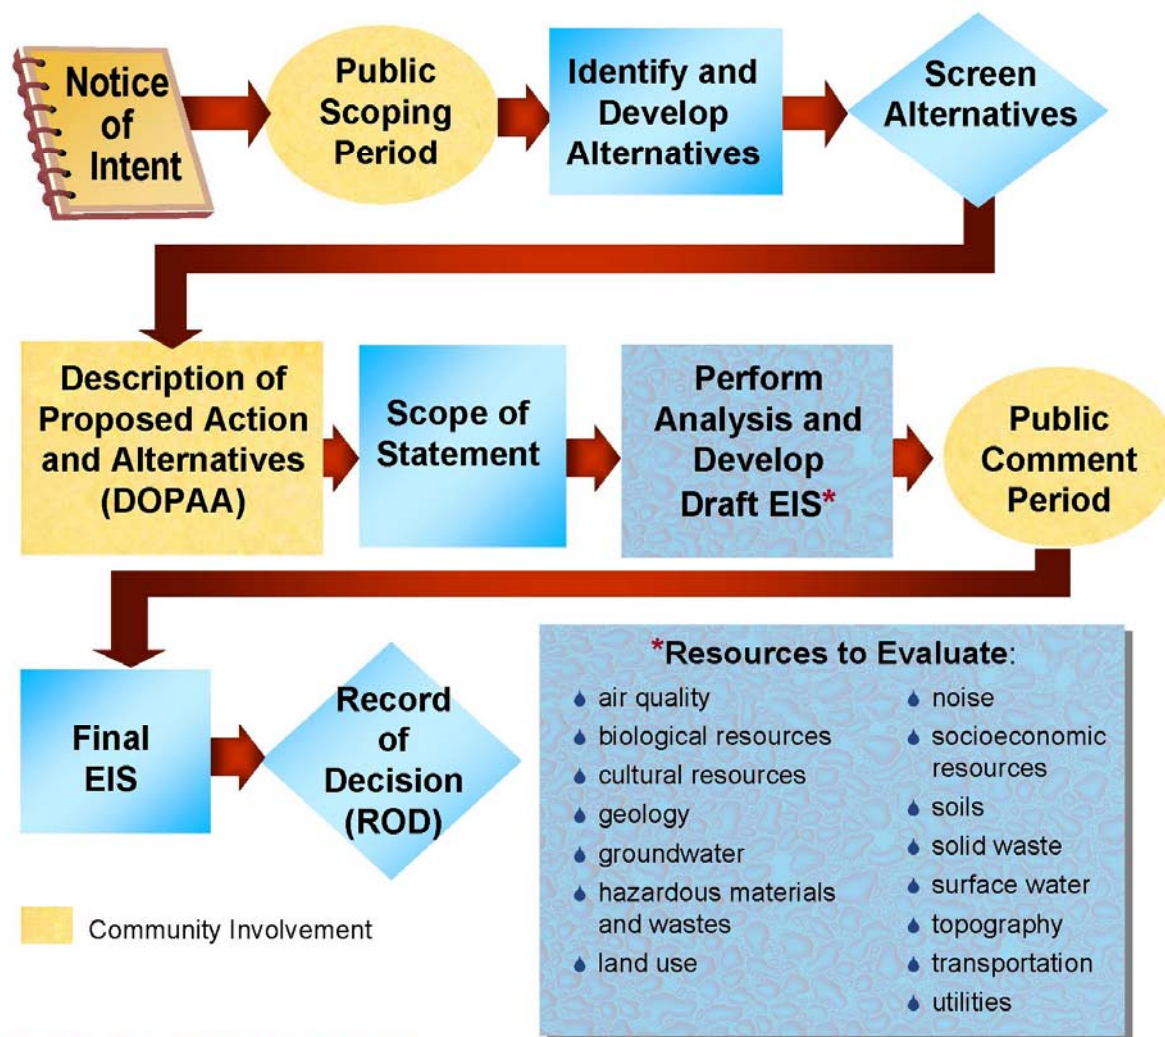 Notice
of
Intent
Public
Scoping
Period
Identify and
Develop
Alternatives
Screen
Alternatives
Description of
Proposed Action
and Alternatives
(DOPAA)
Scope of
Statement
Perform
Analysis and
Develop
Draft EIS*
Public
Comment
Period
Final
EIS
Record
of
Decision
(ROD)
Community Involvement
*Resources to Evaluate:
air quality
biological resources
cultural resources
geology
groundwater
hazardous materials
and wastes
land use
noise
socioeconomic
resources
soils
solid waste
surface water
topography
transportation
utilities